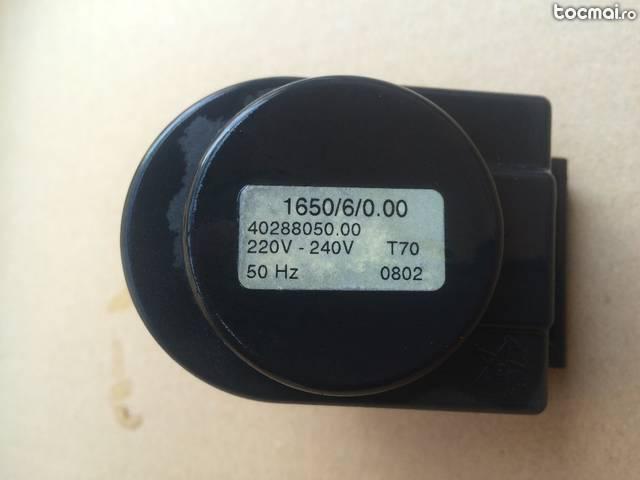 tocmai.ro
1650/6/0.00
40288050.00
220V - 240V T70
50 Hz 0802